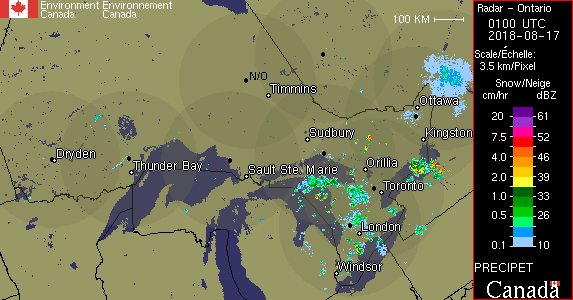 Environment Environnement
Canada Canada
100 KM
N/O
Timmins
Ottawa
Sudbury
Kingston
Dryden
Thunder Bay
Sault Ste. Marie
Orillia
Toronto
London
Windsor
Radar - Ontario
0100 UTC
2018-08-17
Scale/Échelle:
3.5 km/Pixel
Snow/Neige
cm/hr dBZ
20 61
7.5 52
4.0 46
2.0 39
1.0 33
0.5 26
0.1 10
PRECIPET
Canada